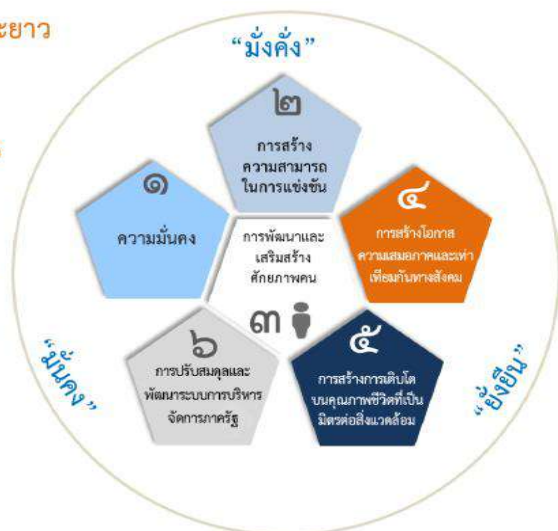 ะยาว
“มั่งคั่ง”
๒
การสร้าง
ความสามารถ
ในการแข่งขัน
๑
ความมั่นคง
การพัฒนาและ
เสริมสร้าง
ศักยภาพคน
๓
๔
การสร้างโอกาส
ความเสมอภาคและเท่า
เทียมกันทางสังคม
๖
การปรับสมดุลและ
พัฒนาระบบการบริหาร
จัดการภาครัฐ
๕
การสร้างการเติบโต
บนคุณภาพชีวิตที่เป็น
มิตรต่อสิ่งแวดล้อม
“มั่นคง”
“ยั่งยืน”